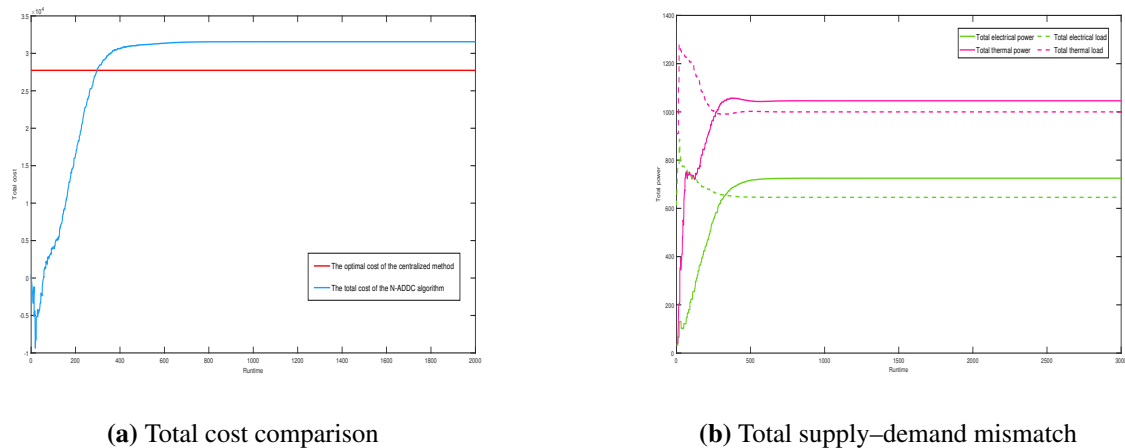 ×10^4
3.5
3
2.5
2
1.5
1
0.5
0
-0.5
-1
Total cost
0 200 400 600 800 1000 1200 1400 1600 1800 2000
Runtime
The optimal cost of the centralized method
The total cost of the N-ADDC algorithm
(a) Total cost comparison
1400
1200
1000
800
600
400
200
0
Total power
0 500 1000 1500 2000 2500 3000
Runtime
Total electrical power
Total electrical load
Total thermal power
Total thermal load
(b) Total supply–demand mismatch